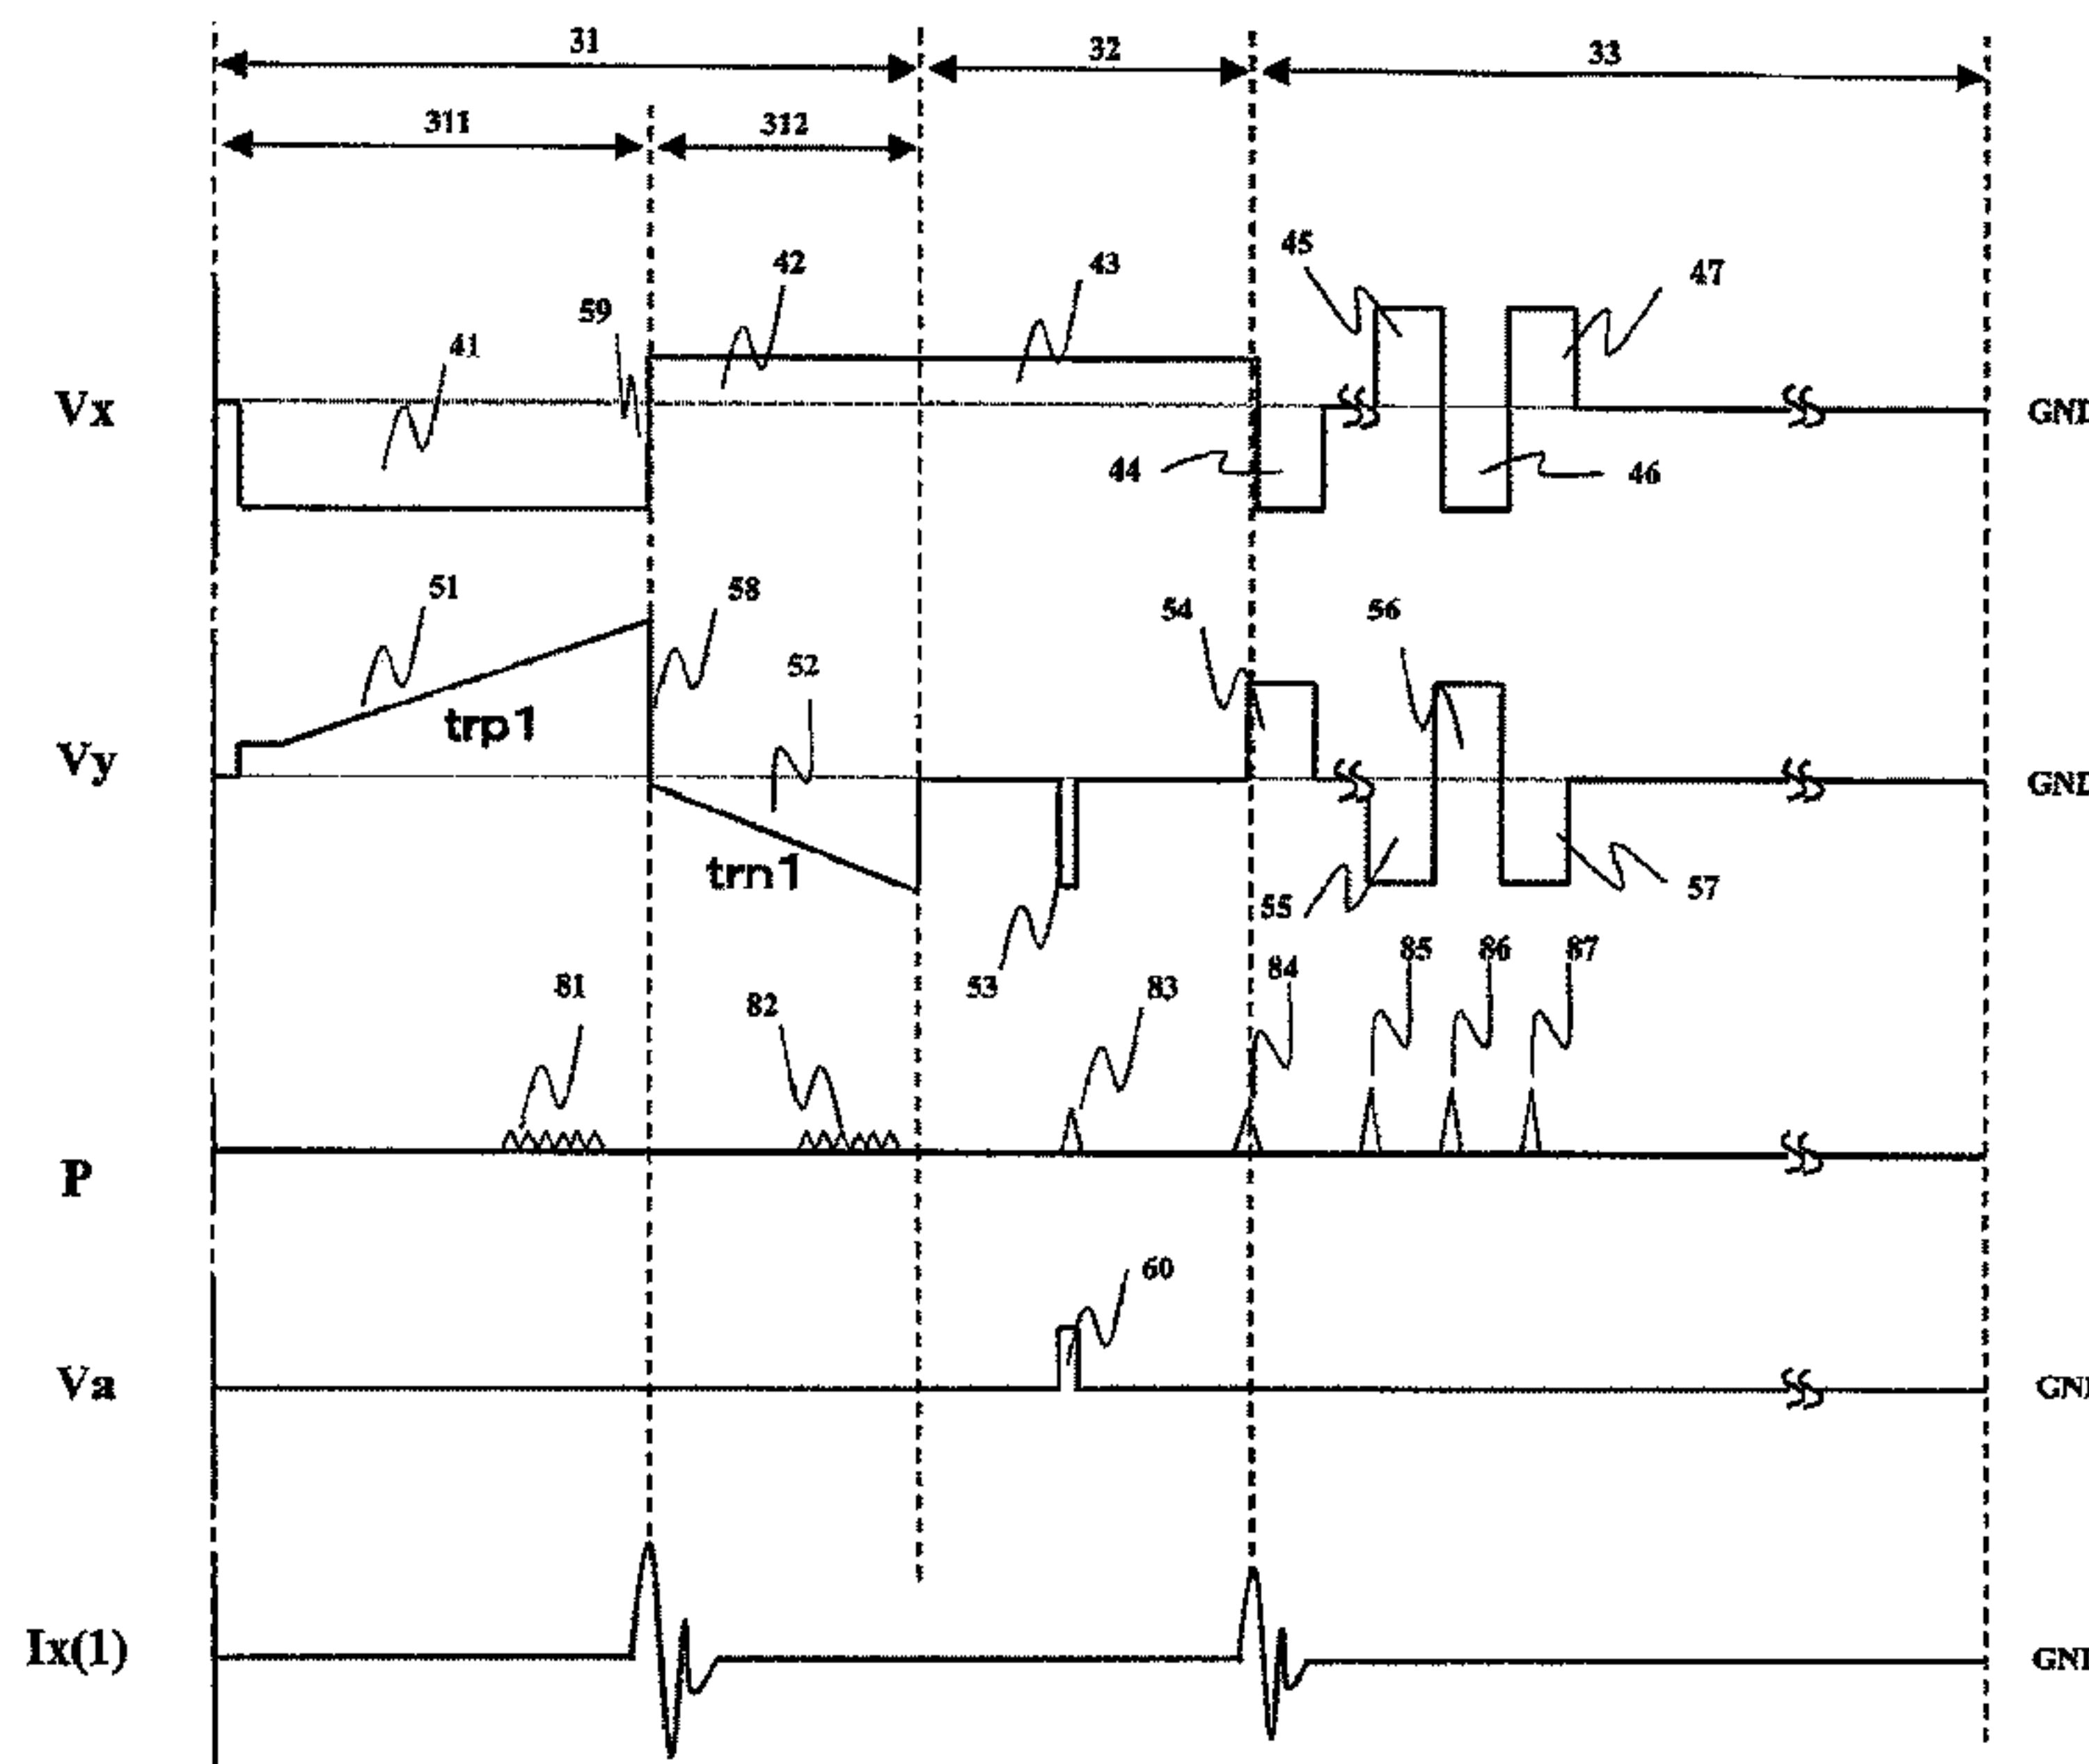 31 32 33
311 312
45
42 43 47
59
41
Vx GND
44 46
51 58 54 56
52
trp1
Vy GND
trn1
55 57
53
81 82 83 84 85 86 87
P
60
Va GND
Ix(1) GND